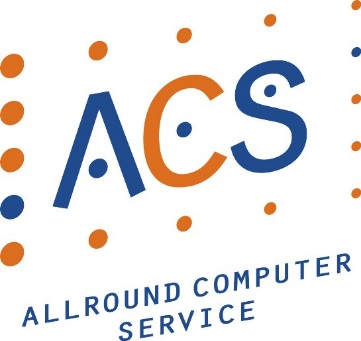 ACS
ALLROUND COMPUTER
SERVICE